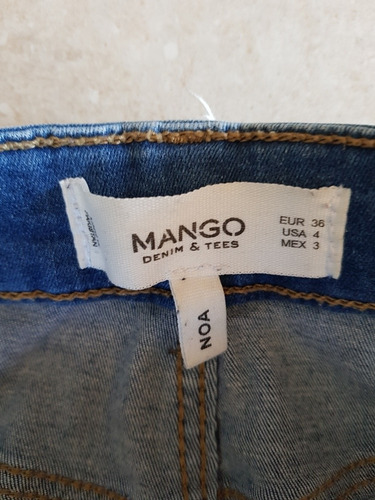 MANGO
DENIM & TEES
EUR 36
USA 4
MEX 3
NOA